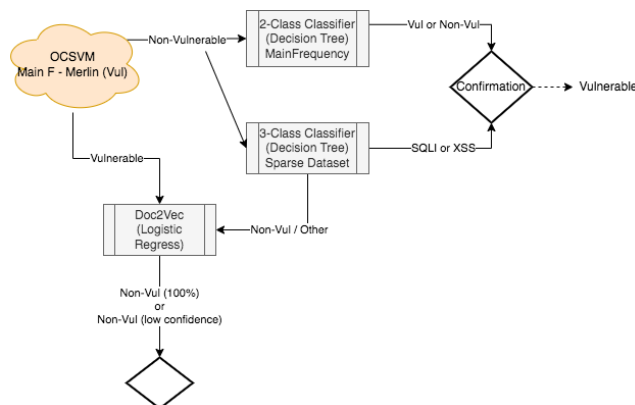 OCSVM
Main F - Merlin (Vul)
Non-Vulnerable
2-Class Classifier
(Decision Tree)
MainFrequency
Vul or Non-Vul
Confirmation
Vulnerable
3-Class Classifier
(Decision Tree)
Sparse Dataset
SQLI or XSS
Vulnerable
Doc2Vec
(Logistic
Regress)
Non-Vul / Other
Non-Vul (100%)
or
Non-Vul (low confidence)